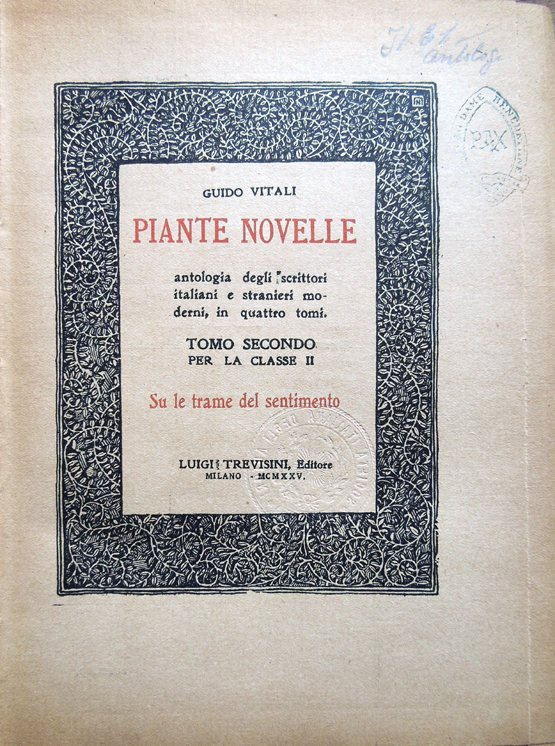 Antolog
GUIDO VITALI
PIANTE NOVELLE
antologia degli scrittori
italiani e stranieri mo-
derni, in quattro tomi.
TOMO SECONDO
PER LA CLASSE II
Su le trame del sentimento
LUIGI TREVISINI, Editore
MILANO - MCMXXV.